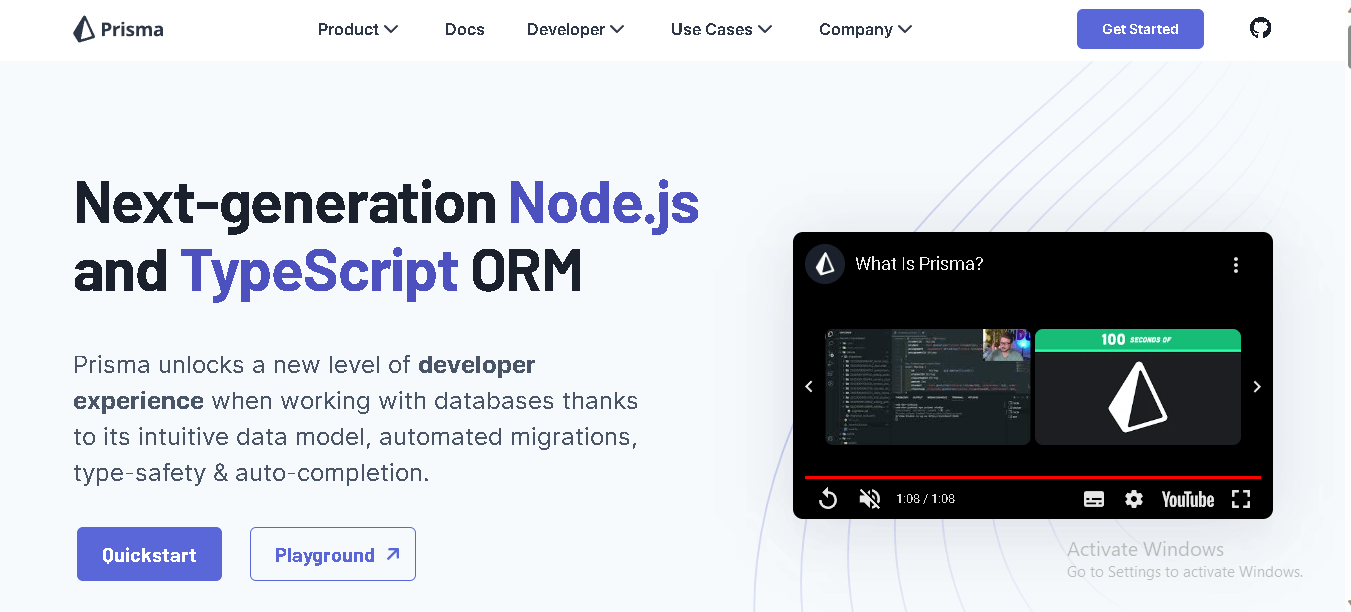 Prisma
Product
Docs
Developer
Use Cases
Company
Get Started
Next-generation Node.js
and TypeScript ORM
Prisma unlocks a new level of developer
experience when working with databases thanks
to its intuitive data model, automated migrations,
type-safety & auto-completion.
Quickstart
Playground
What Is Prisma?
100 SECONDS OF
1:08 / 1:08
YouTube
Activate Windows
Go to Settings to activate Windows.